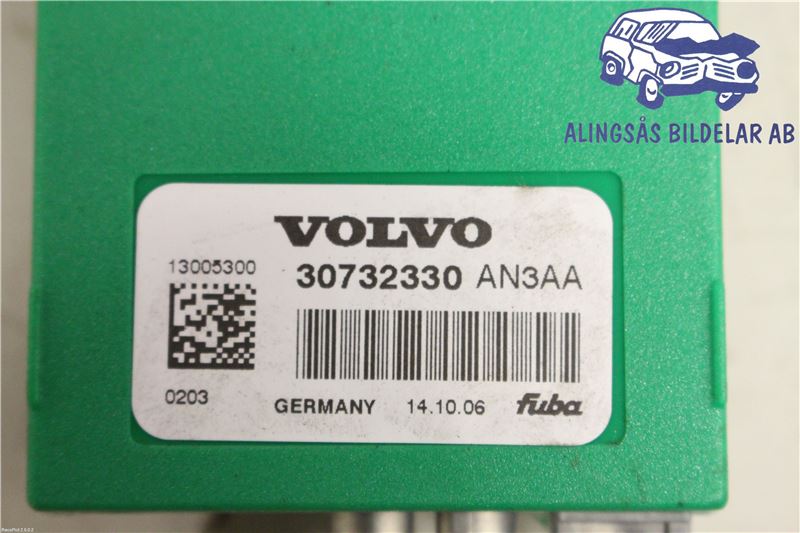 ALINGSÅS BILDELAR AB
VOLVO
13005300
30732330 AN3AA
0203
GERMANY 14.10.06 fuba